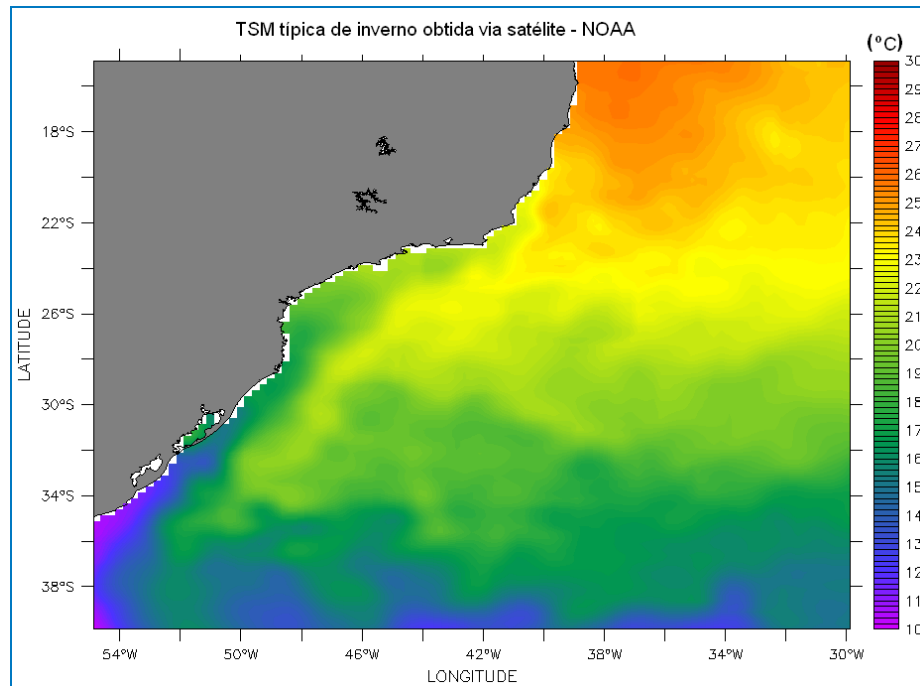 TSM típica de inverno obtida via satélite - NOAA
(ºC)
30
29
28
27
26
25
24
23
22
21
20
19
18
17
16
15
14
13
12
11
10
18°S
22°S
26°S
30°S
34°S
38°S
LATITUDE
54°W
50°W
46°W
42°W
38°W
34°W
30°W
LONGITUDE